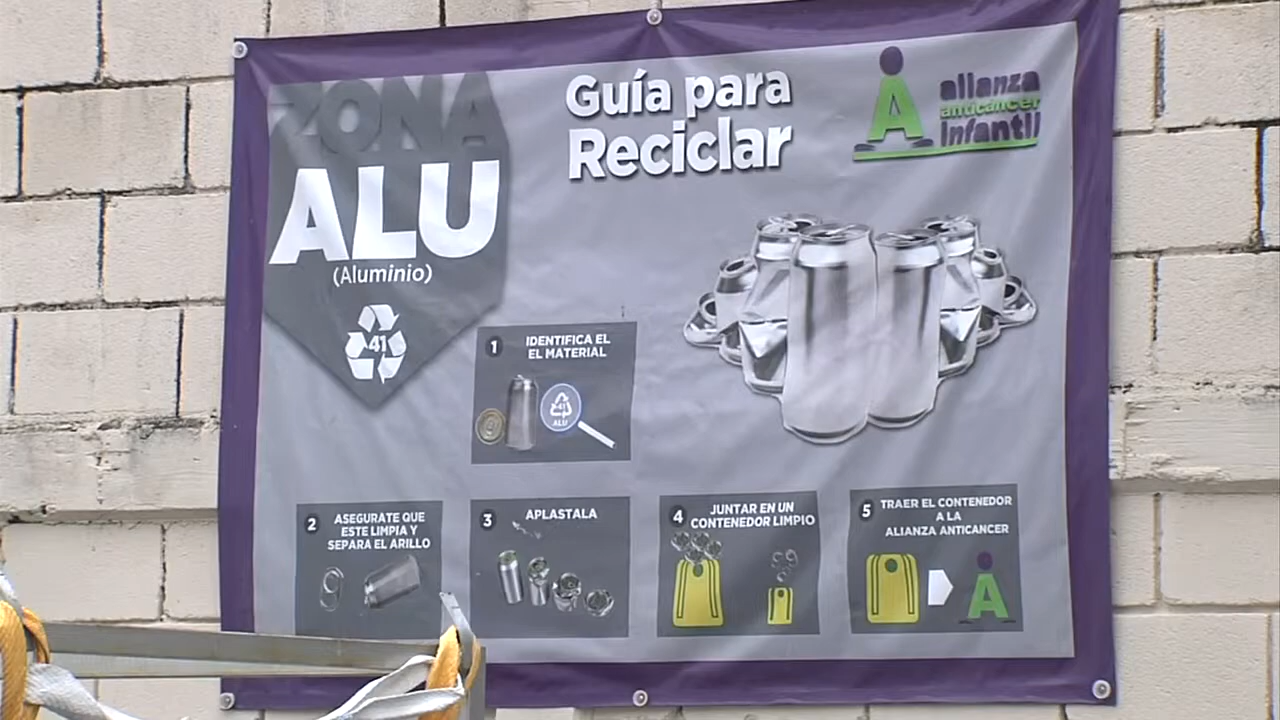 ZONA
ALU
(Aluminio)
41
Guía para
Reciclar
alianza
anticáncer
infantil
1
IDENTIFICA EL
EL MATERIAL
41
ALU
2
ASEGURATE QUE
ESTE LIMPIA Y
SEPARA EL ARILLO
3
APLASTALA
4
JUNTAR EN UN
CONTENEDOR LIMPIO
5
TRAER EL CONTENEDOR
A LA
ALIANZA ANTICANCER